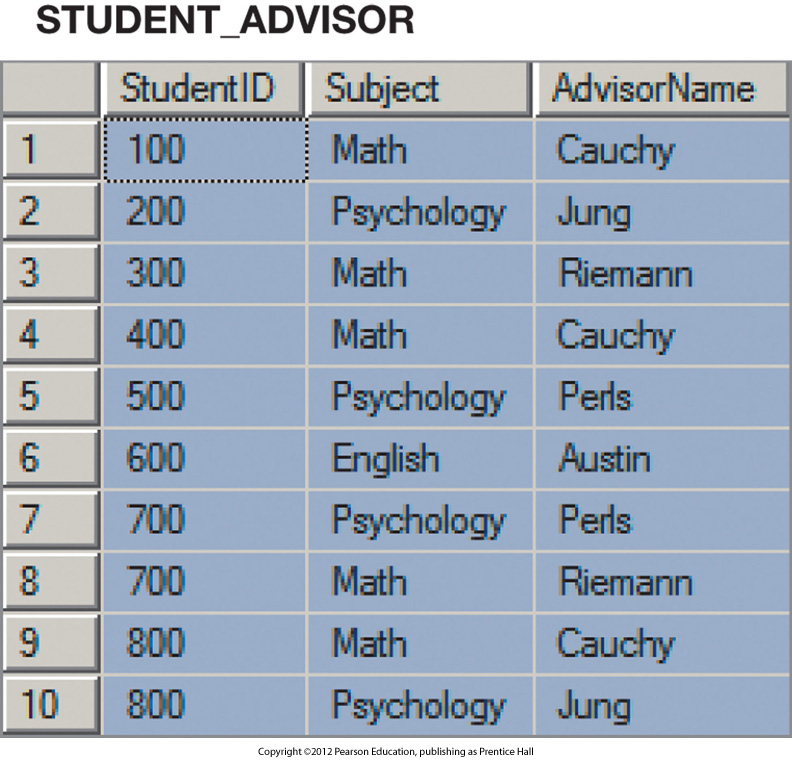 STUDENT_ADVISOR
StudentID Subject AdvisorName
1 100 Math Cauchy
2 200 Psychology Jung
3 300 Math Riemann
4 400 Math Cauchy
5 500 Psychology Perls
6 600 English Austin
7 700 Psychology Perls
8 700 Math Riemann
9 800 Math Cauchy
10 800 Psychology Jung
Copyright ©2012 Pearson Education, publishing as Prentice Hall